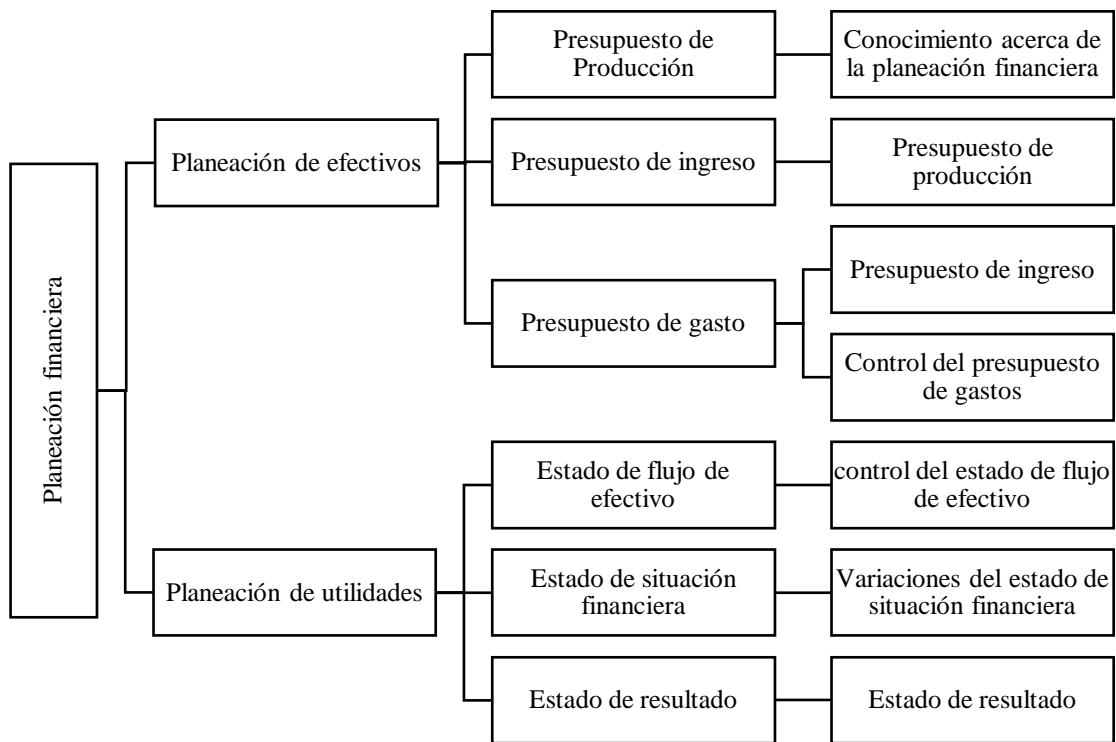 Planeación financiera
Planeación de efectivos
Presupuesto de
Producción
Conocimiento acerca de
la planeación financiera
Presupuesto de ingreso
Presupuesto de
producción
Presupuesto de gasto
Presupuesto de ingreso
Control del presupuesto
de gastos
Planeación de utilidades
Estado de flujo de
efectivo
control del estado de flujo
de efectivo
Estado de situación
financiera
Variaciones del estado de
situación financiera
Estado de resultado
Estado de resultado